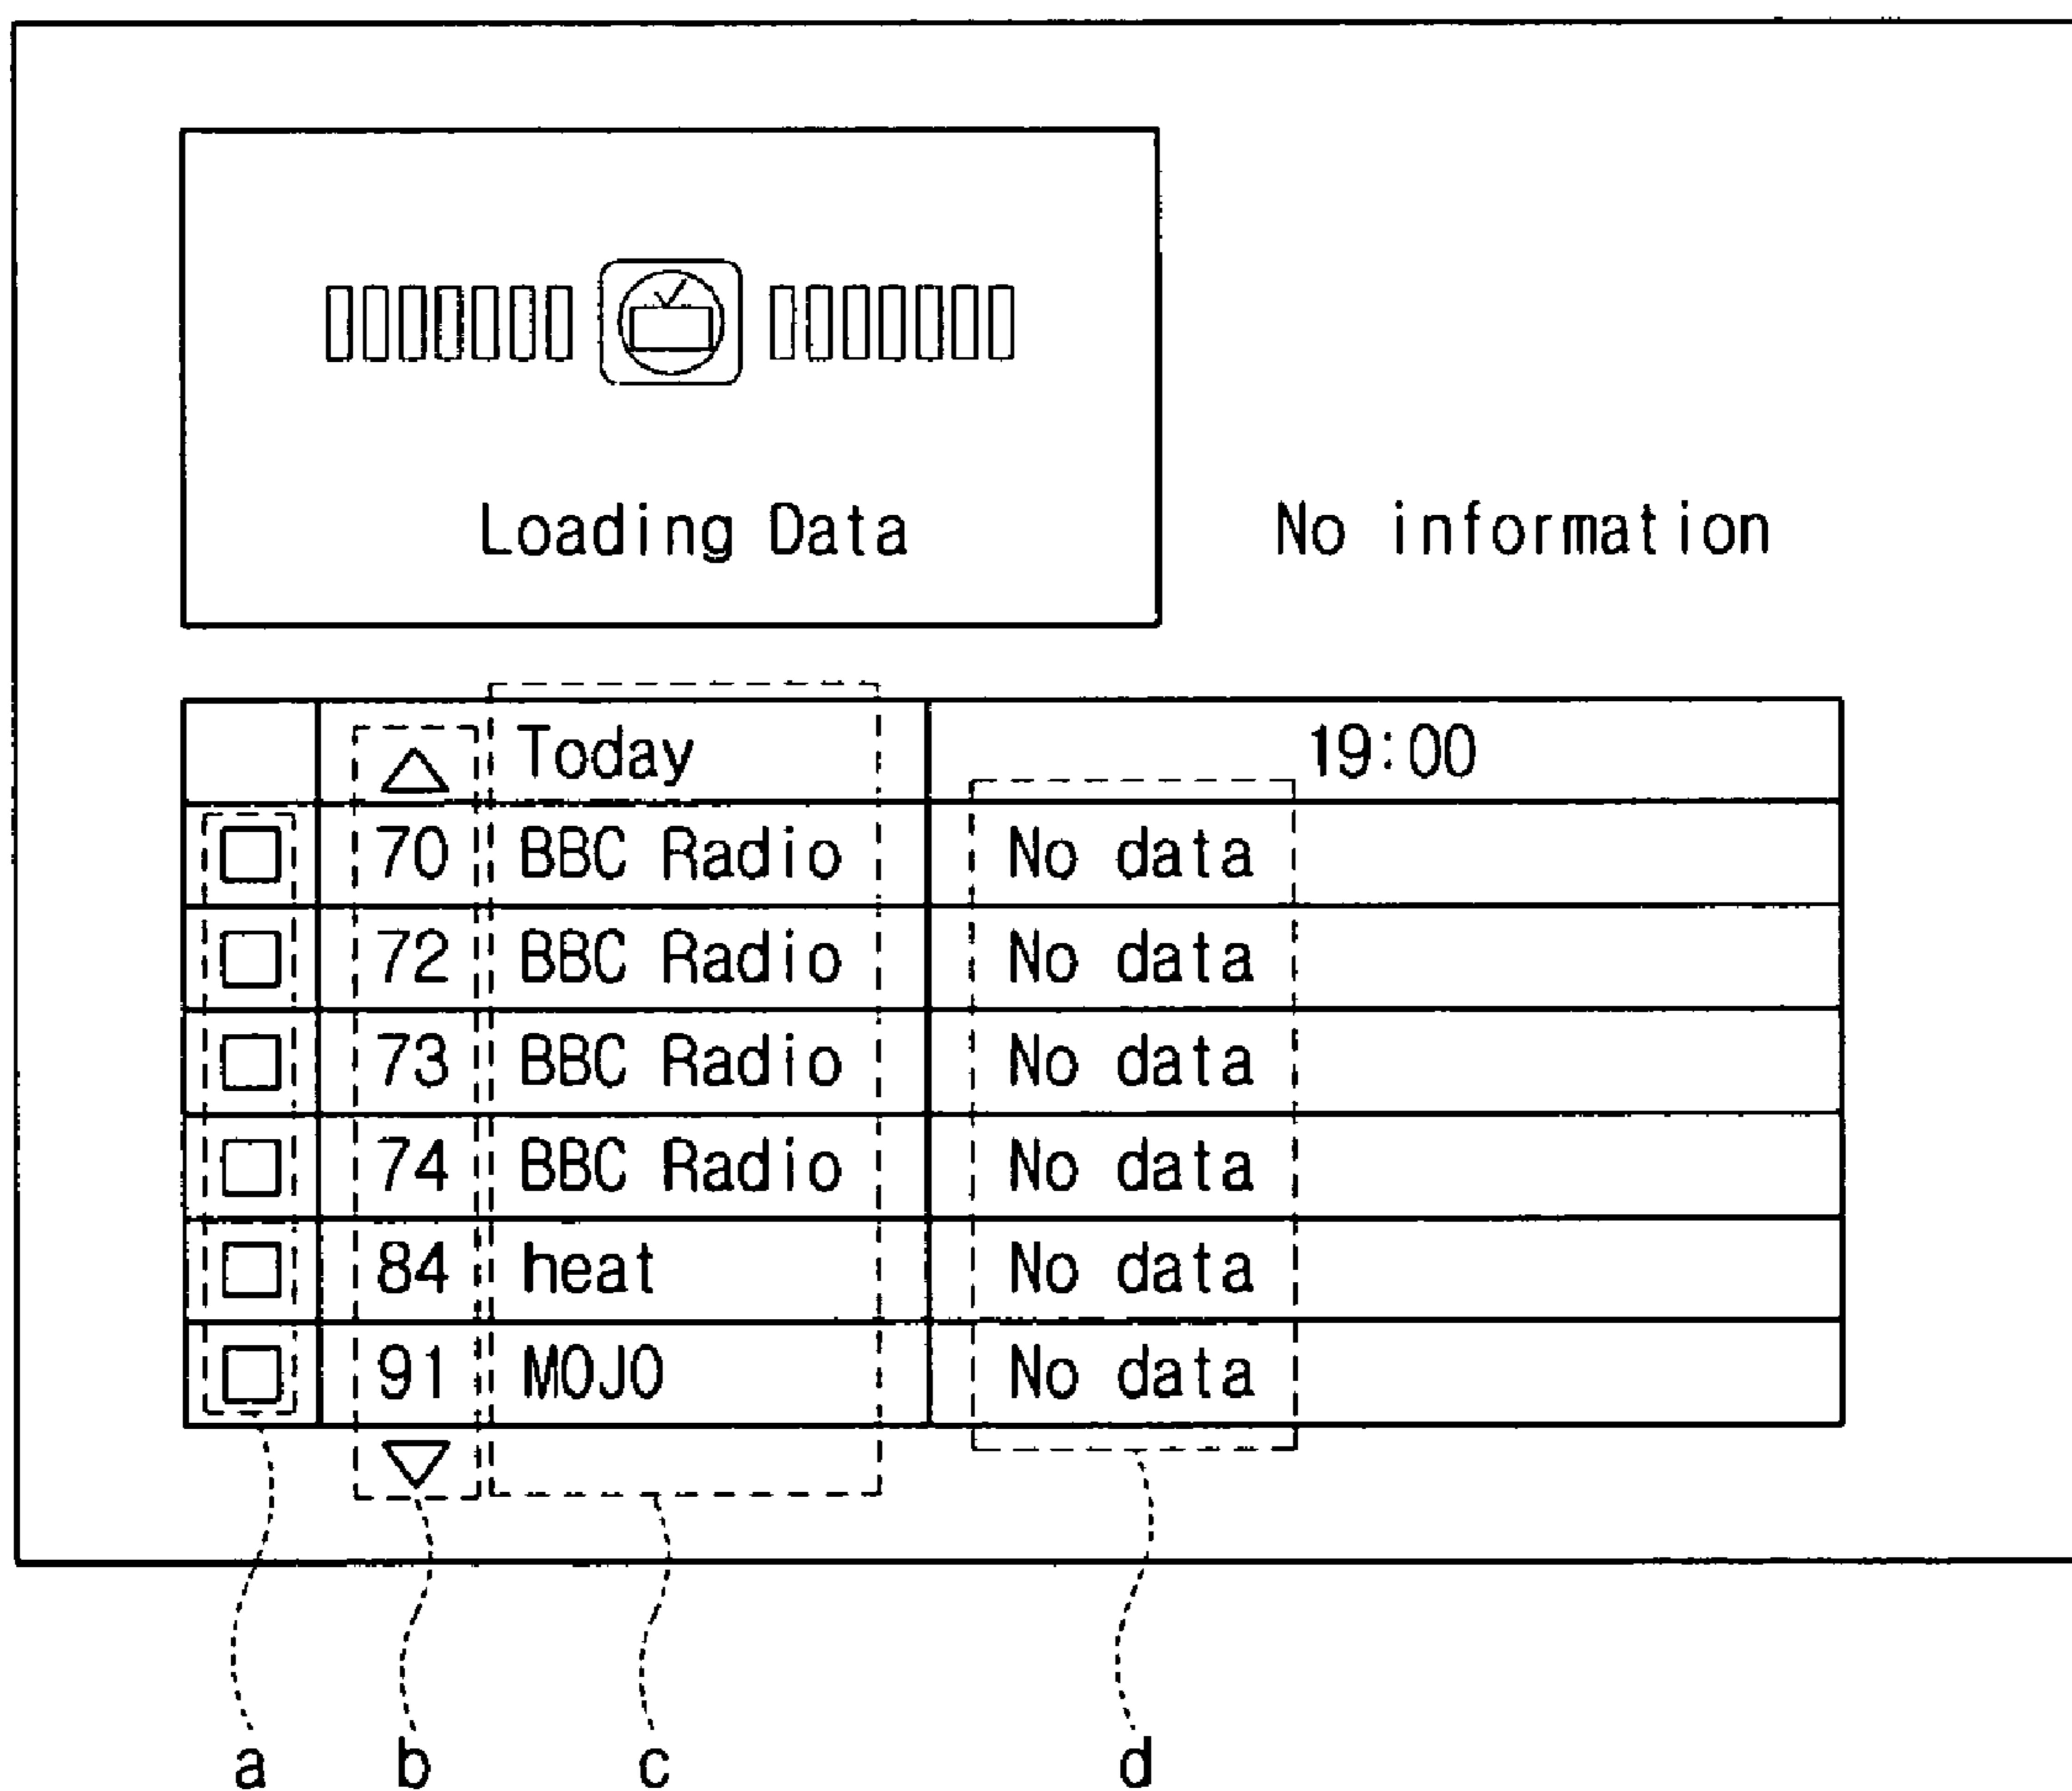 Loading Data
No information
Today 19:00
70 BBC Radio No data
72 BBC Radio No data
73 BBC Radio No data
74 BBC Radio No data
84 heat No data
91 MOJO No data
a b c d